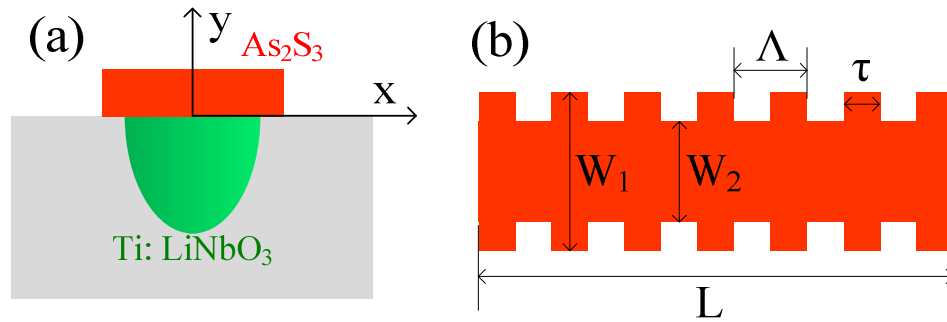 (a)
y
As₂S₃
x
Ti: LiNbO₃
(b)
Λ
τ
W₁
W₂
L